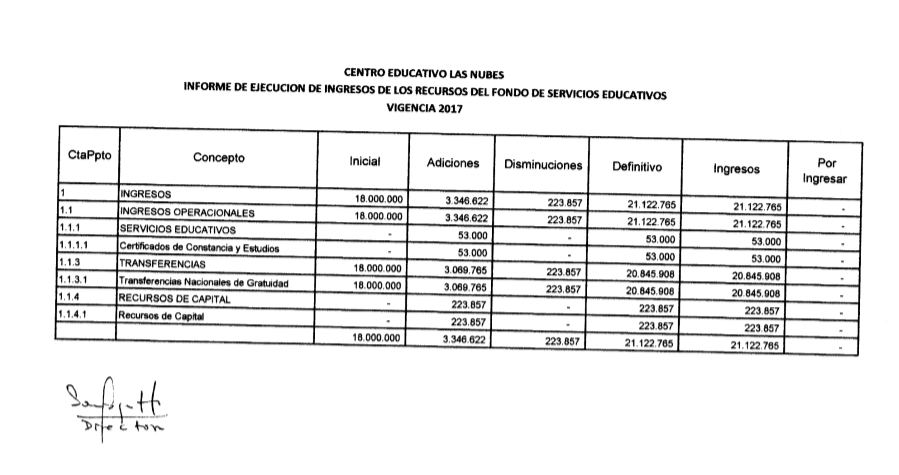 CENTRO EDUCATIVO LAS NUBES
INFORME DE EJECUCION DE INGRESOS DE LOS RECURSOS DEL FONDO DE SERVICIOS EDUCATIVOS
VIGENCIA 2017
CtaPpto Concepto Inicial Adiciones Disminuciones Definitivo Ingresos Por Ingresar
1 INGRESOS 18.000.000 3.346.622 223.857 21.122.765 21.122.765 -
1.1 INGRESOS OPERACIONALES 18.000.000 3.346.622 223.857 21.122.765 21.122.765 -
1.1.1 SERVICIOS EDUCATIVOS - 53.000 - 53.000 53.000 -
1.1.1.1 Certificados de Constancia y Estudios - 53.000 - 53.000 53.000 -
1.1.3 TRANSFERENCIAS 18.000.000 3.069.765 223.857 20.845.908 20.845.908 -
1.1.3.1 Transferencias Nacionales de Gratuidad 18.000.000 3.069.765 223.857 20.845.908 20.845.908 -
1.1.4 RECURSOS DE CAPITAL - 223.857 - 223.857 223.857 -
1.1.4.1 Recursos de Capital - 223.857 - 223.857 223.857 -
18.000.000 3.346.622 223.857 21.122.765 21.122.765 -
Director